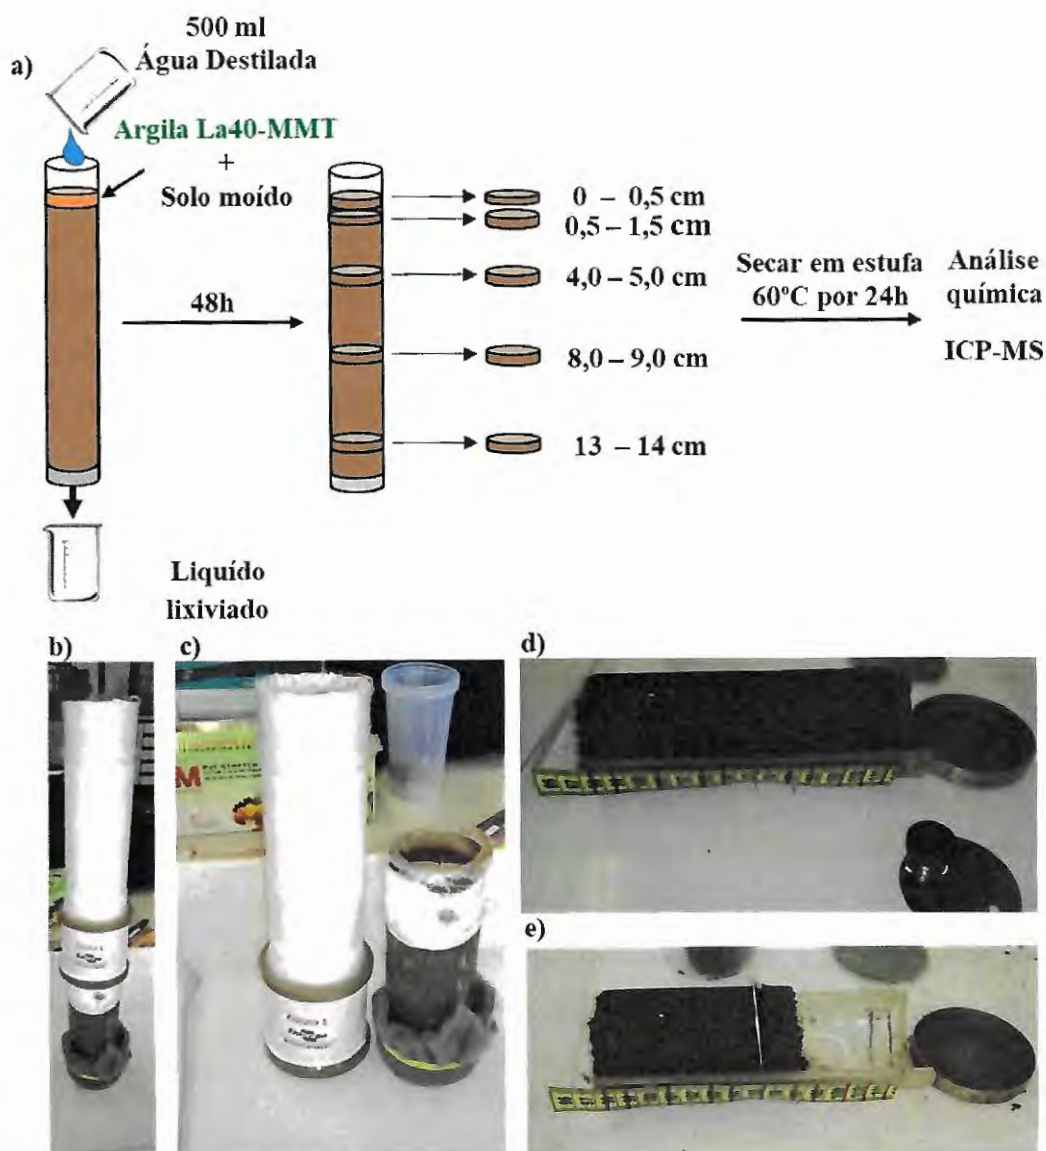 500 ml
Água Destilada
a)
Argila La40-MMT
+
Solo moído
0 – 0,5 cm
0,5 – 1,5 cm
4,0 – 5,0 cm
8,0 – 9,0 cm
13 – 14 cm
48h
Secar em estufa
60ºC por 24h
Análise
química
ICP-MS
Liquído
lixiviado
b)
c)
d)
e)
M